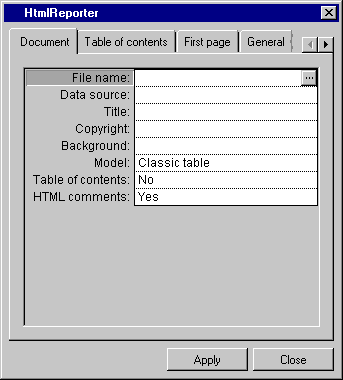 HtmlReporter
Document Table of contents First page General
File name: ...
Data source:
Title:
Copyright:
Background:
Model: Classic table
Table of contents: No
HTML comments: Yes
Apply Close